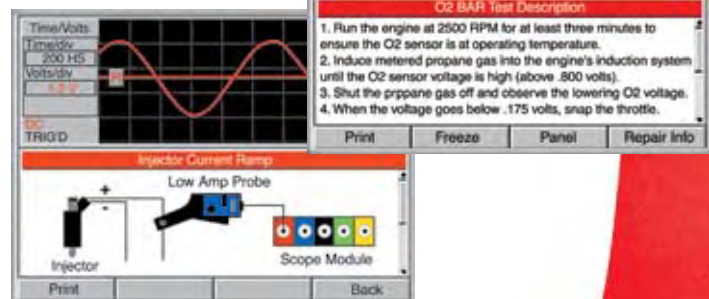 Time/Volts
Time/div
200 HS
Volts/div
DC
TRIG'D
O2 BAR Test Description
1. Run the engine at 2500 RPM for at least three minutes to
ensure the O2 sensor is at operating temperature.
2. Induce metered propane gas into the engine's induction system
until the O2 sensor voltage is high (above .800 volts).
3. Shut the prppane gas off and observe the lowering O2 voltage.
4. When the voltage goes below .175 volts, snap the throttle.
Print Freeze Panel Repair Info
Injector Current Ramp
Low Amp Probe
+
-
Injector
Scope Module
Print Back